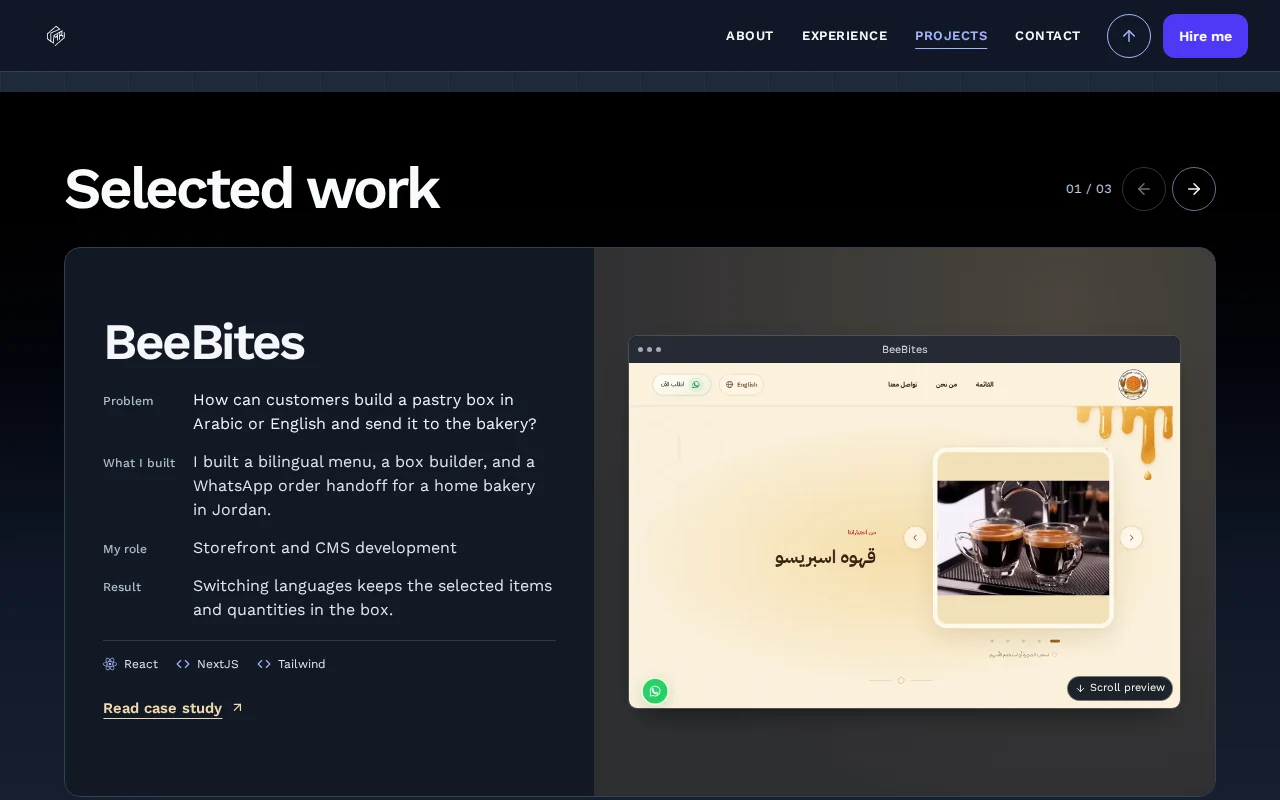 ABOUT EXPERIENCE PROJECTS CONTACT Hire me
Selected work
01 / 03
BeeBites
Problem
How can customers build a pastry box in
Arabic or English and send it to the bakery?
What I built
I built a bilingual menu, a box builder, and a
WhatsApp order handoff for a home bakery
in Jordan.
My role
Storefront and CMS development
Result
Switching languages keeps the selected items
and quantities in the box.
React NextJS Tailwind
Read case study
BeeBites
القائمة من نحن تواصل معنا English اطلب الآن
من اختياراتنا
قهوه اسبريسو
Scroll preview